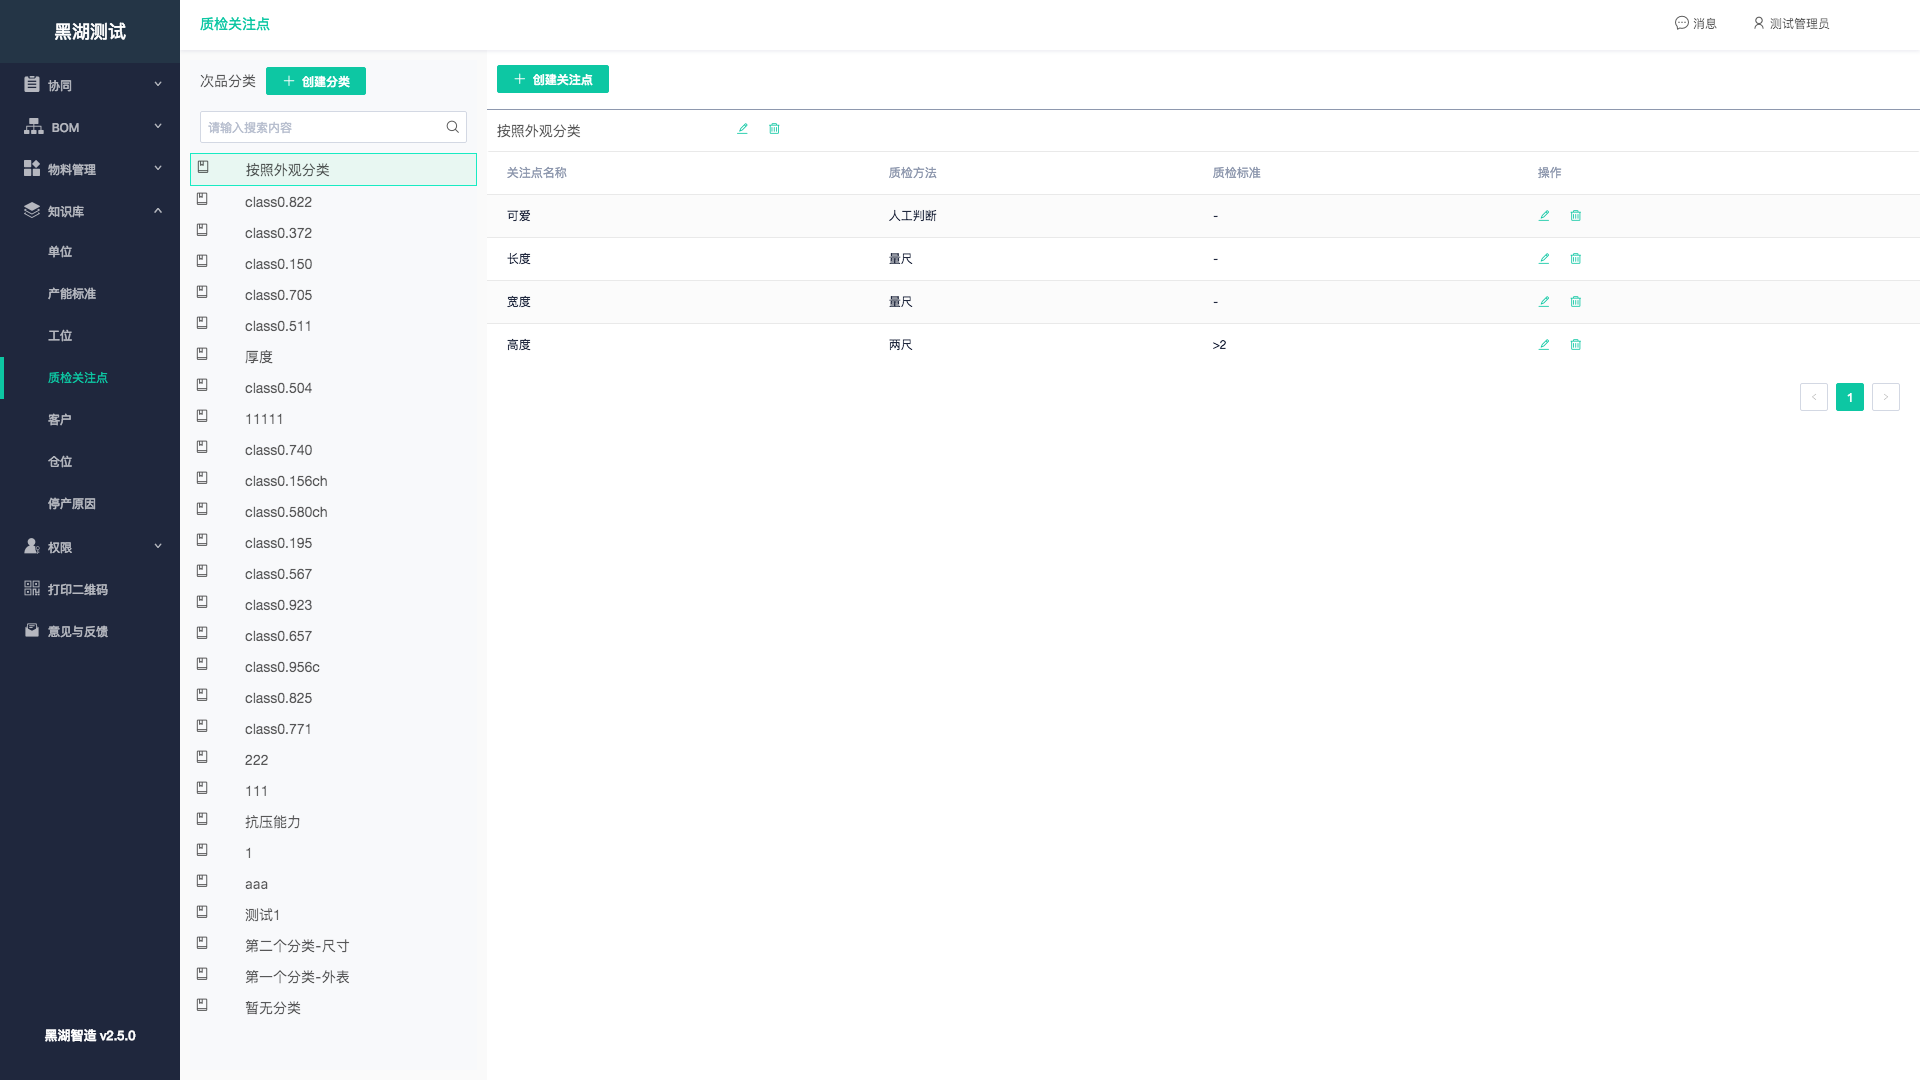 黑湖测试
协同
BOM
物料管理
知识库
单位
产能标准
工位
质检关注点
客户
仓位
停产原因
权限
打印二维码
意见与反馈
黑湖智造 v2.5.0
质检关注点
消息
测试管理员
次品分类
创建分类
请输入搜索内容
按照外观分类
class0.822
class0.372
class0.150
class0.705
class0.511
厚度
class0.504
11111
class0.740
class0.156ch
class0.580ch
class0.195
class0.567
class0.923
class0.657
class0.956c
class0.825
class0.771
222
111
抗压能力
1
aaa
测试1
第二个分类-尺寸
第一个分类-外表
暂无分类
创建关注点
按照外观分类
关注点名称 质检方法 质检标准 操作
可爱 人工判断 -
长度 量尺 -
宽度 量尺 -
高度 两尺 >2
1